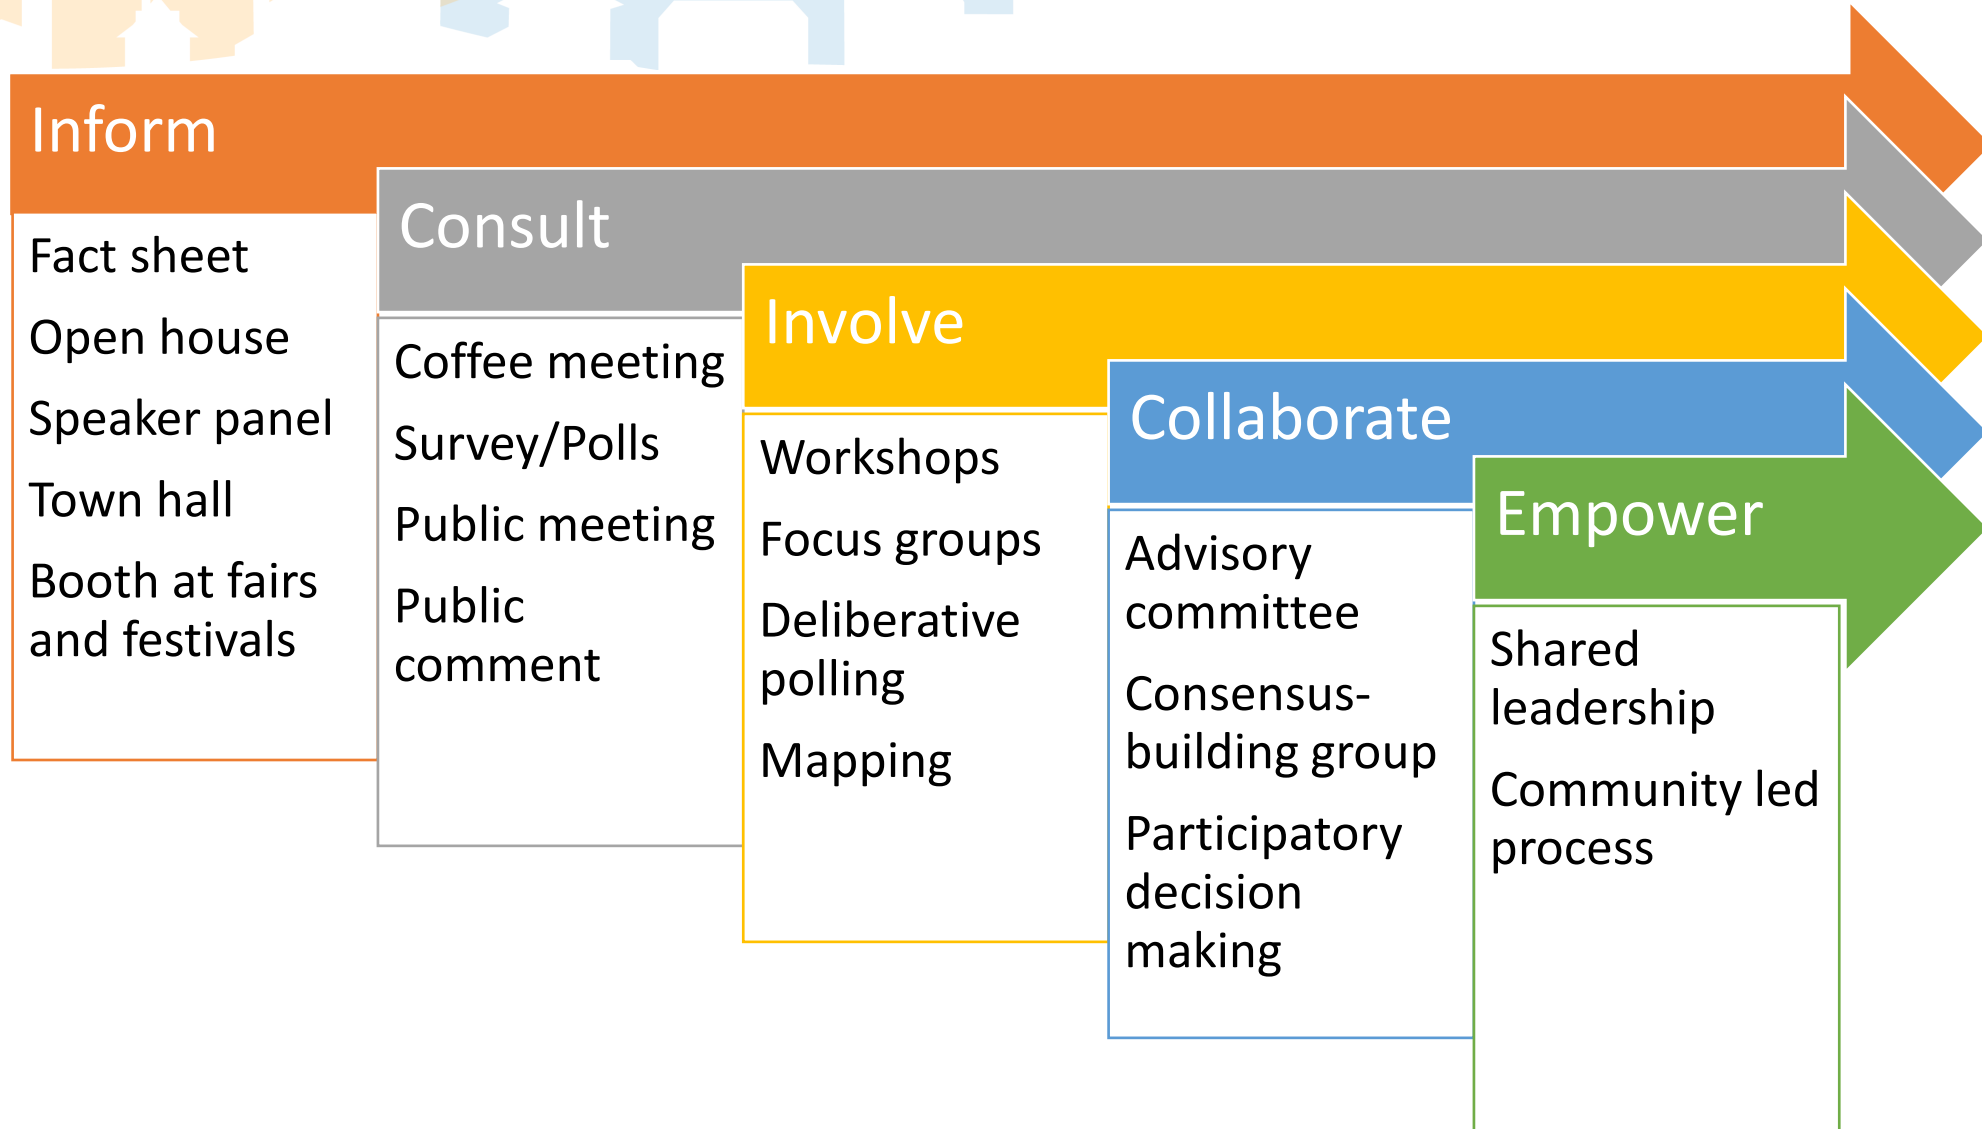 Inform
Fact sheet
Open house
Speaker panel
Town hall
Booth at fairs
and festivals
Consult
Coffee meeting
Survey/Polls
Public meeting
Public
comment
Involve
Workshops
Focus groups
Deliberative
polling
Mapping
Collaborate
Advisory
committee
Consensus-
building group
Participatory
decision
making
Empower
Shared
leadership
Community led
process